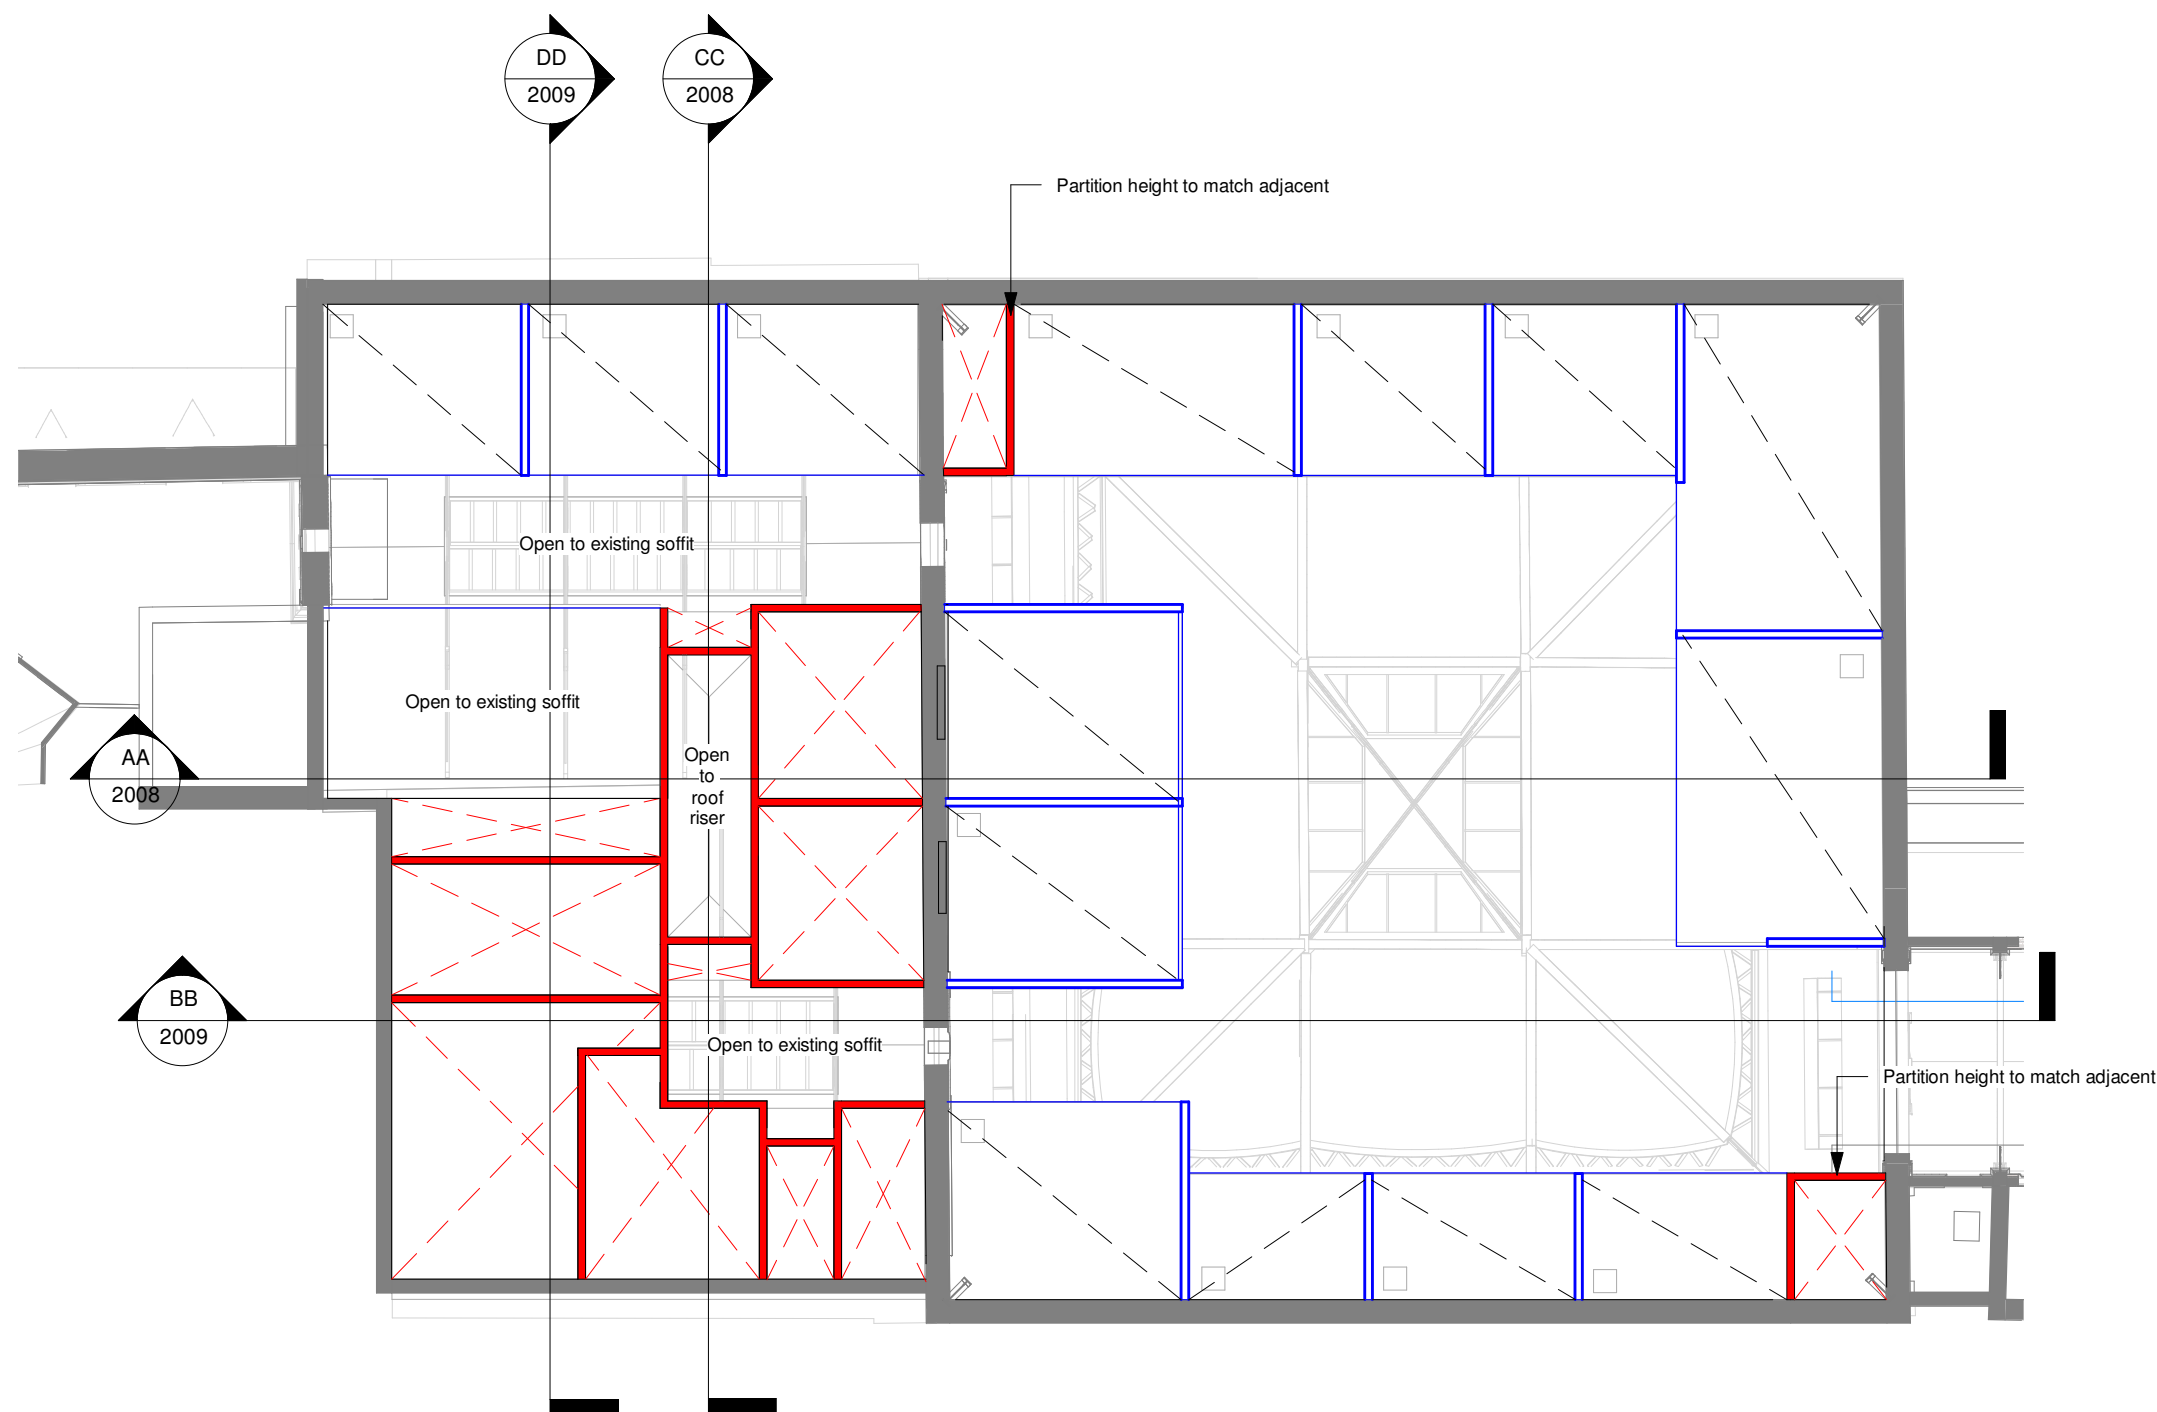 DD
2009
CC
2008
Partition height to match adjacent
Open to existing soffit
Open to existing soffit
Open
to
roof
riser
AA
2008
BB
2009
Open to existing soffit
Partition height to match adjacent